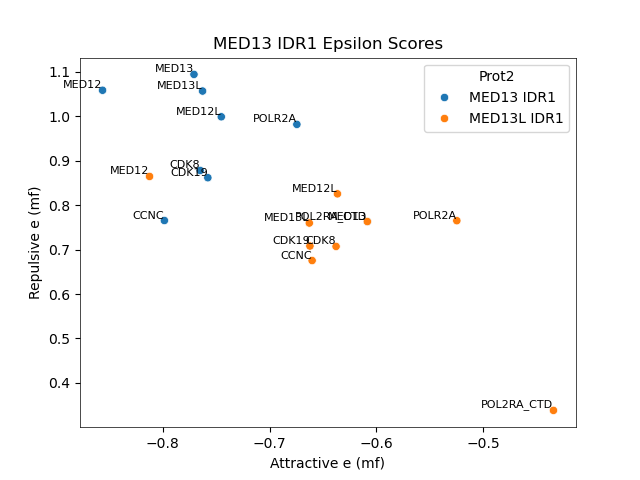 MED13 IDR1 Epsilon Scores
Prot2
MED13 IDR1
MED13L IDR1
MED12
MED13
MED13L
MED12L
POLR2A
CDK8
CDK19
CCNC
MED12
MED12L
MED13L
POL2RA_CTD
MED13
POLR2A
CDK19
CDK8
CCNC
POL2RA_CTD
1.1
1.0
0.9
0.8
0.7
0.6
0.5
0.4
Repulsive e (mf)
−0.8
−0.7
−0.6
−0.5
Attractive e (mf)